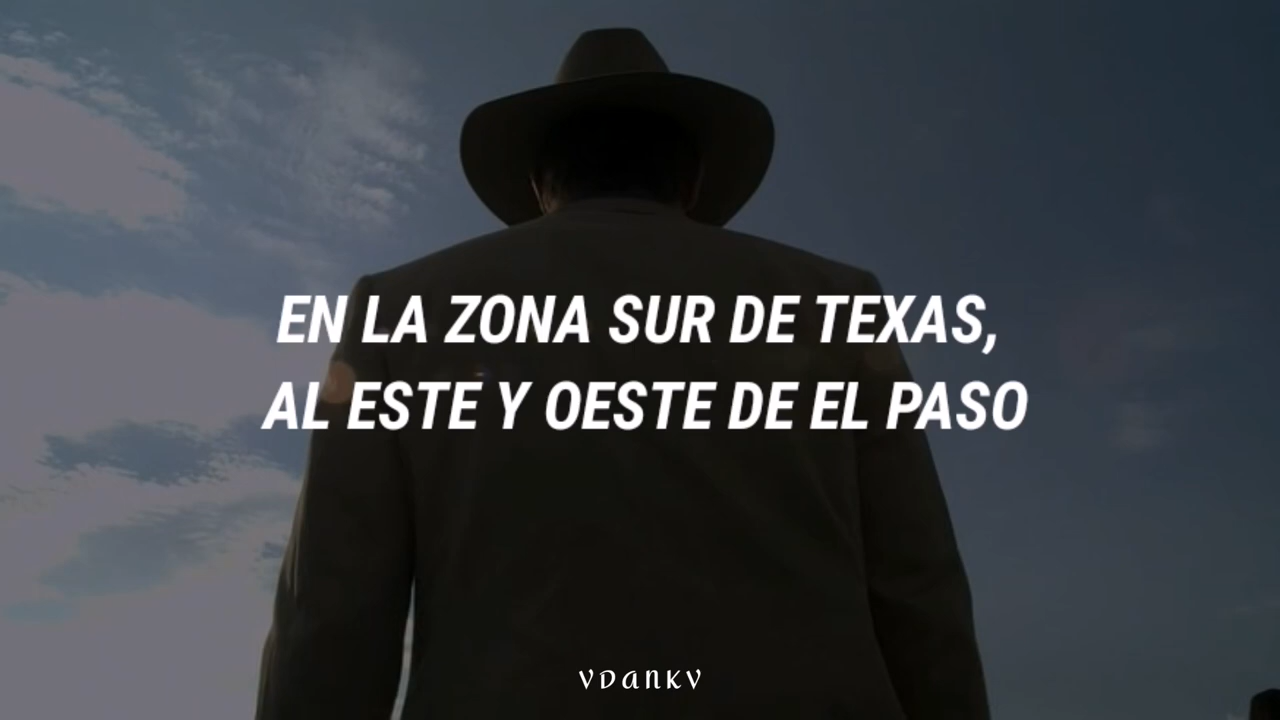 EN LA ZONA SUR DE TEXAS,
AL ESTE Y OESTE DE EL PASO
VDANKV